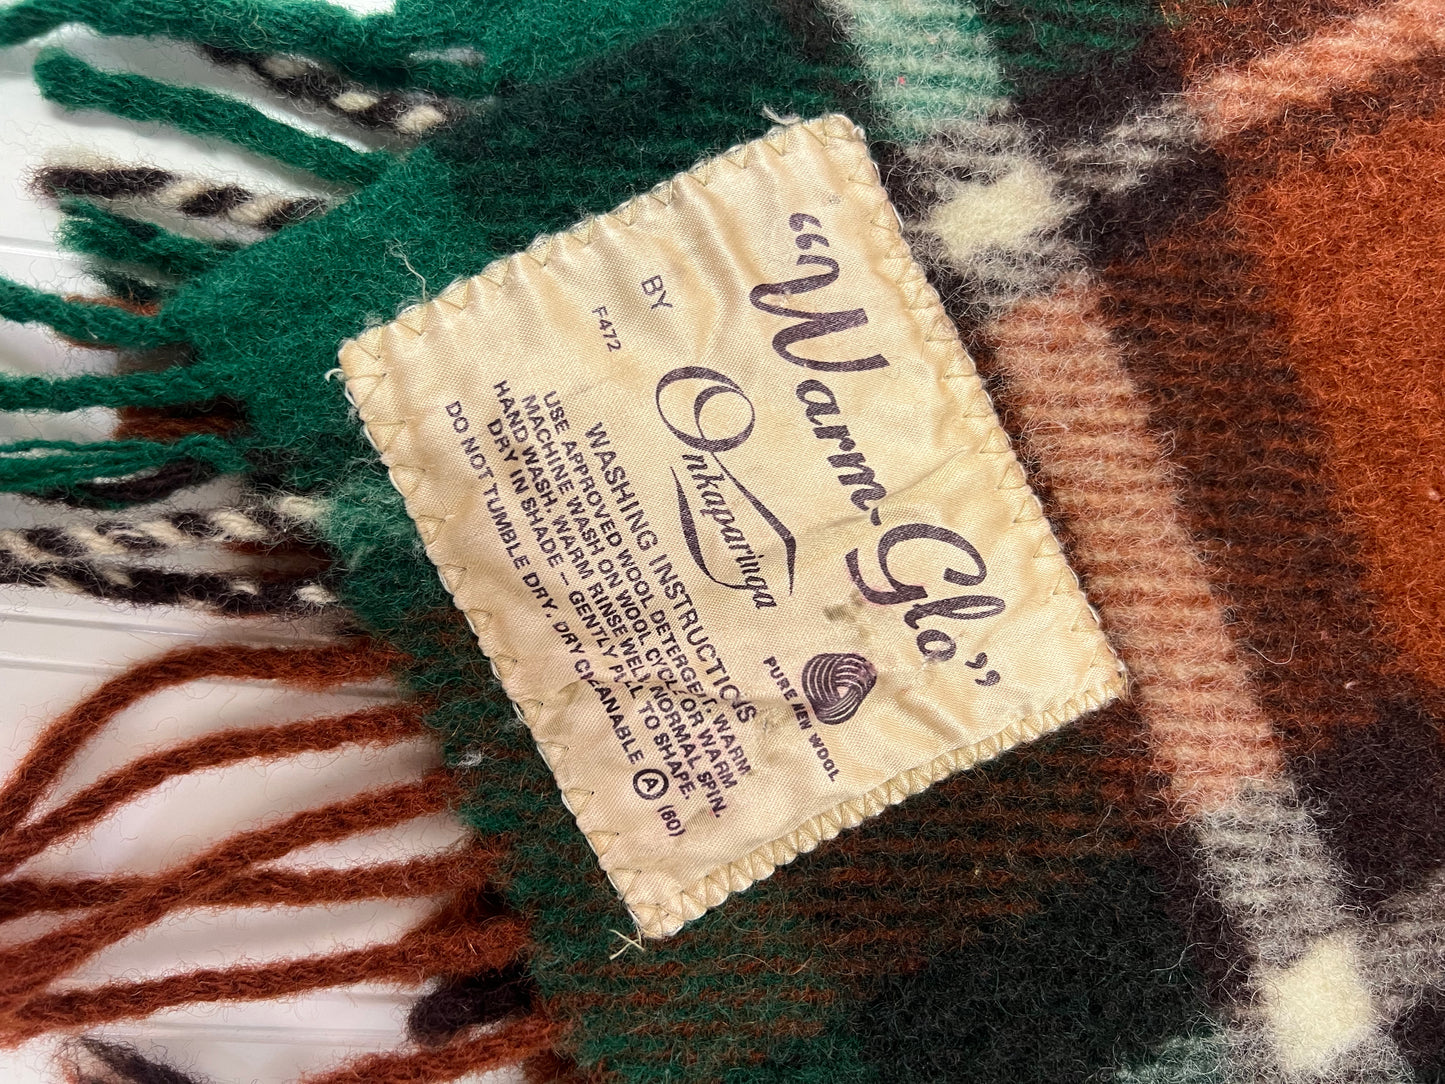 “Warm-Glo”
BY Onkaparinga
F472
PURE NEW WOOL
WASHING INSTRUCTIONS
USE APPROVED WOOL DETERGENT. WARM
MACHINE WASH ON WOOL CYCLE OR WARM
HAND WASH. WARM RINSE WELL. NORMAL SPIN.
DRY IN SHADE – GENTLY PULL TO SHAPE.
DO NOT TUMBLE DRY. DRY CLEANABLE Ⓐ (60)